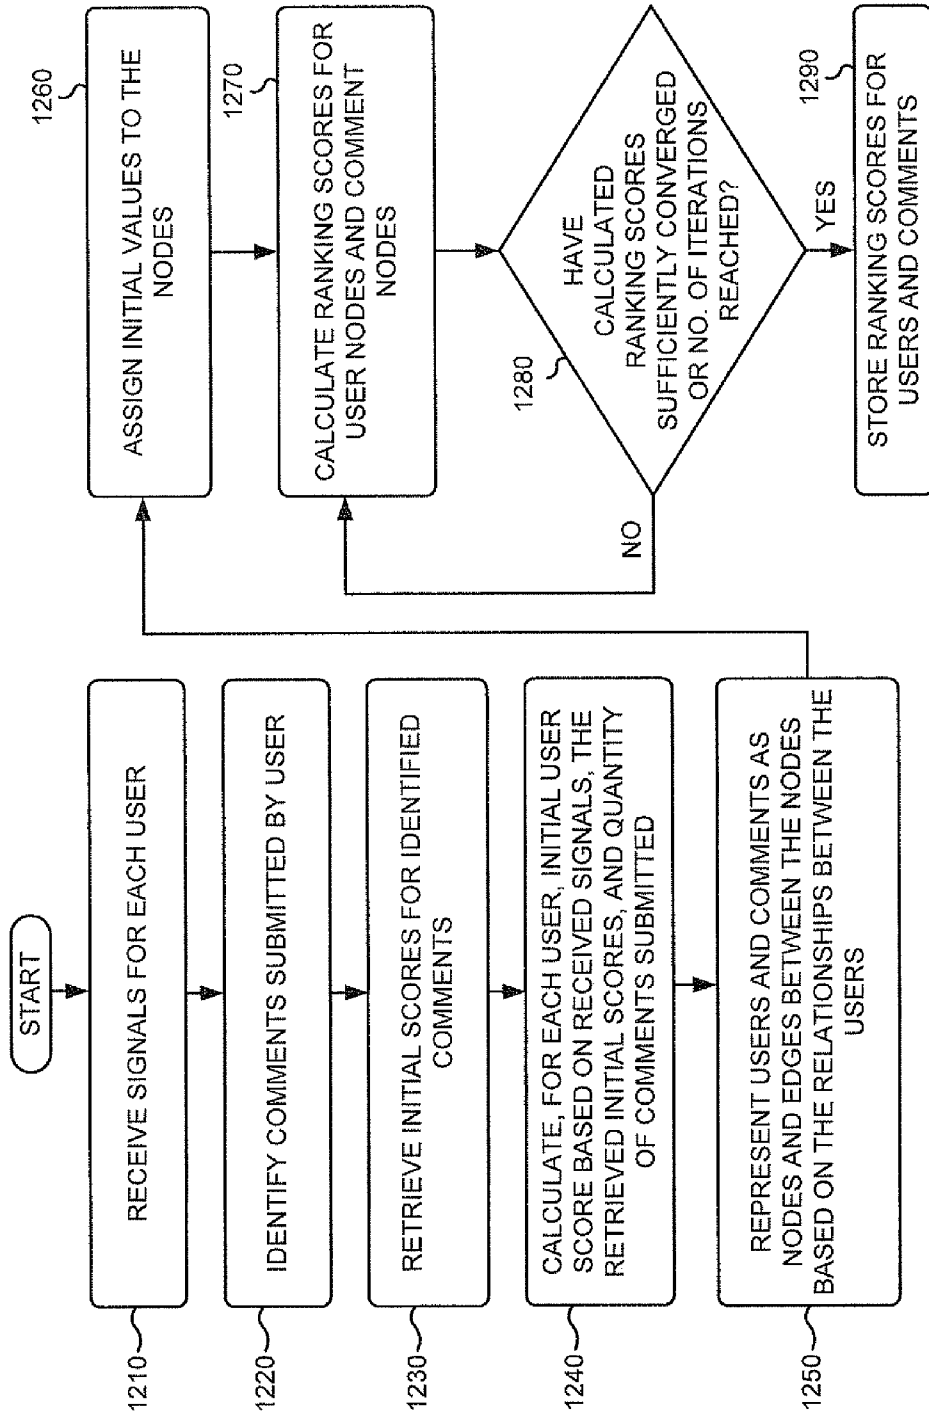 START
RECEIVE SIGNALS FOR EACH USER
1210
IDENTIFY COMMENTS SUBMITTED BY USER
1220
RETRIEVE INITIAL SCORES FOR IDENTIFIED
COMMENTS
1230
CALCULATE, FOR EACH USER, INITIAL USER
SCORE BASED ON RECEIVED SIGNALS, THE
RETRIEVED INITIAL SCORES, AND QUANTITY
OF COMMENTS SUBMITTED
1240
REPRESENT USERS AND COMMENTS AS
NODES AND EDGES BETWEEN THE NODES
BASED ON THE RELATIONSHIPS BETWEEN THE
USERS
1250
1260
ASSIGN INITIAL VALUES TO THE
NODES
1270
CALCULATE RANKING SCORES FOR
USER NODES AND COMMENT
NODES
1280
HAVE
CALCULATED
RANKING SCORES
SUFFICIENTLY CONVERGED
OR NO. OF ITERATIONS
REACHED?
NO
YES
1290
STORE RANKING SCORES FOR
USERS AND COMMENTS